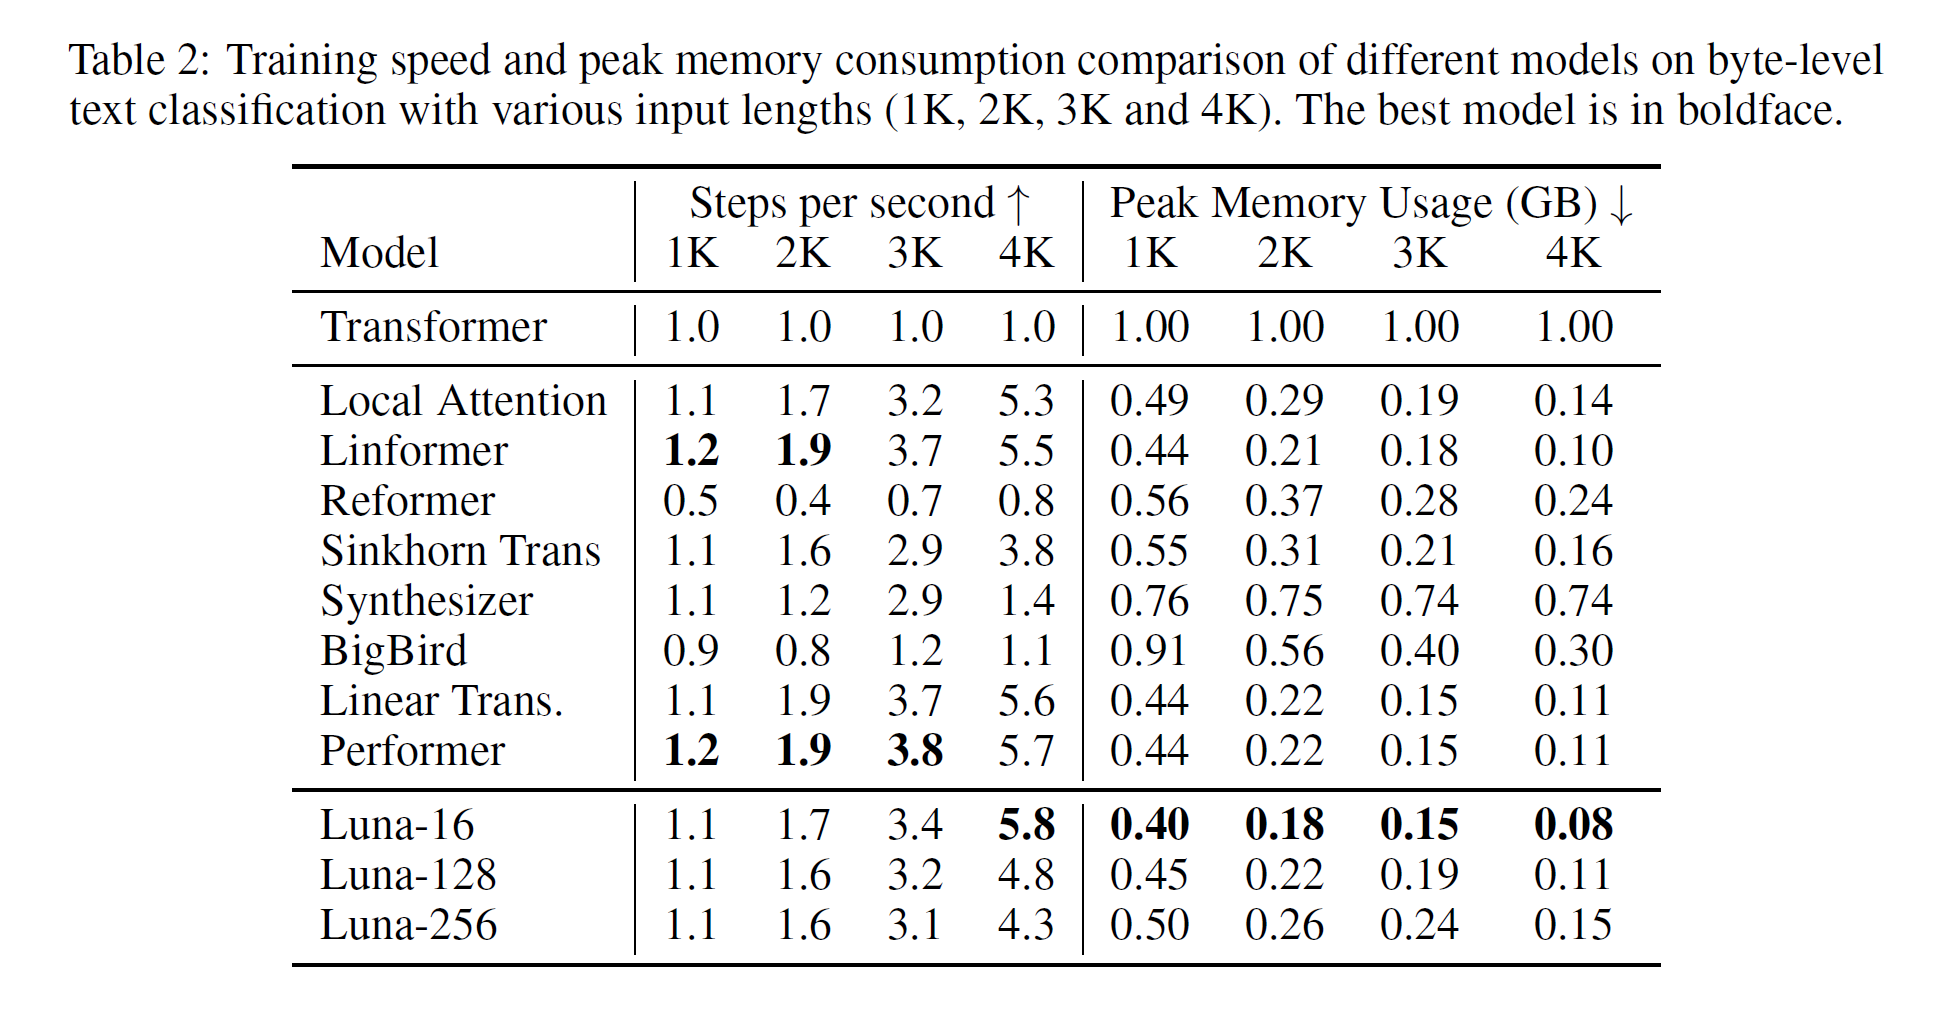 Table 2: Training speed and peak memory consumption comparison of different models on byte-level
text classification with various input lengths (1K, 2K, 3K and 4K). The best model is in boldface.
Steps per second ↑ Peak Memory Usage (GB) ↓
Model 1K 2K 3K 4K 1K 2K 3K 4K
Transformer 1.0 1.0 1.0 1.0 1.00 1.00 1.00 1.00
Local Attention 1.1 1.7 3.2 5.3 0.49 0.29 0.19 0.14
Linformer 1.2 1.9 3.7 5.5 0.44 0.21 0.18 0.10
Reformer 0.5 0.4 0.7 0.8 0.56 0.37 0.28 0.24
Sinkhorn Trans 1.1 1.6 2.9 3.8 0.55 0.31 0.21 0.16
Synthesizer 1.1 1.2 2.9 1.4 0.76 0.75 0.74 0.74
BigBird 0.9 0.8 1.2 1.1 0.91 0.56 0.40 0.30
Linear Trans. 1.1 1.9 3.7 5.6 0.44 0.22 0.15 0.11
Performer 1.2 1.9 3.8 5.7 0.44 0.22 0.15 0.11
Luna-16 1.1 1.7 3.4 5.8 0.40 0.18 0.15 0.08
Luna-128 1.1 1.6 3.2 4.8 0.45 0.22 0.19 0.11
Luna-256 1.1 1.6 3.1 4.3 0.50 0.26 0.24 0.15